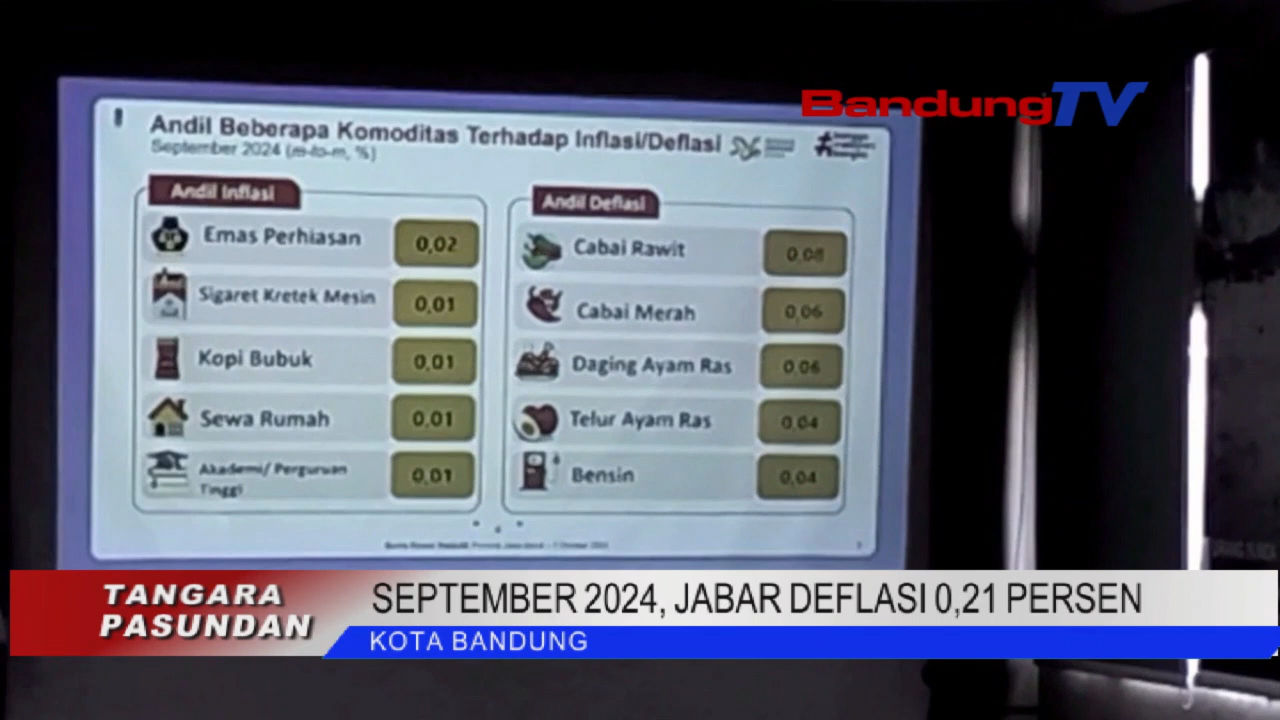 BandungTV
Andil Beberapa Komoditas Terhadap Inflasi/Deflasi
September 2024 (m-to-m, %)
Andil Inflasi
Emas Perhiasan 0,02
Sigaret Kretek Mesin 0,01
Kopi Bubuk 0,01
Sewa Rumah 0,01
Akademi/ Perguruan
Tinggi 0,01
Andil Deflasi
Cabai Rawit 0,08
Cabai Merah 0,06
Daging Ayam Ras 0,06
Telur Ayam Ras 0,04
Bensin 0,04
TANGARA
PASUNDAN
SEPTEMBER 2024, JABAR DEFLASI 0,21 PERSEN
KOTA BANDUNG